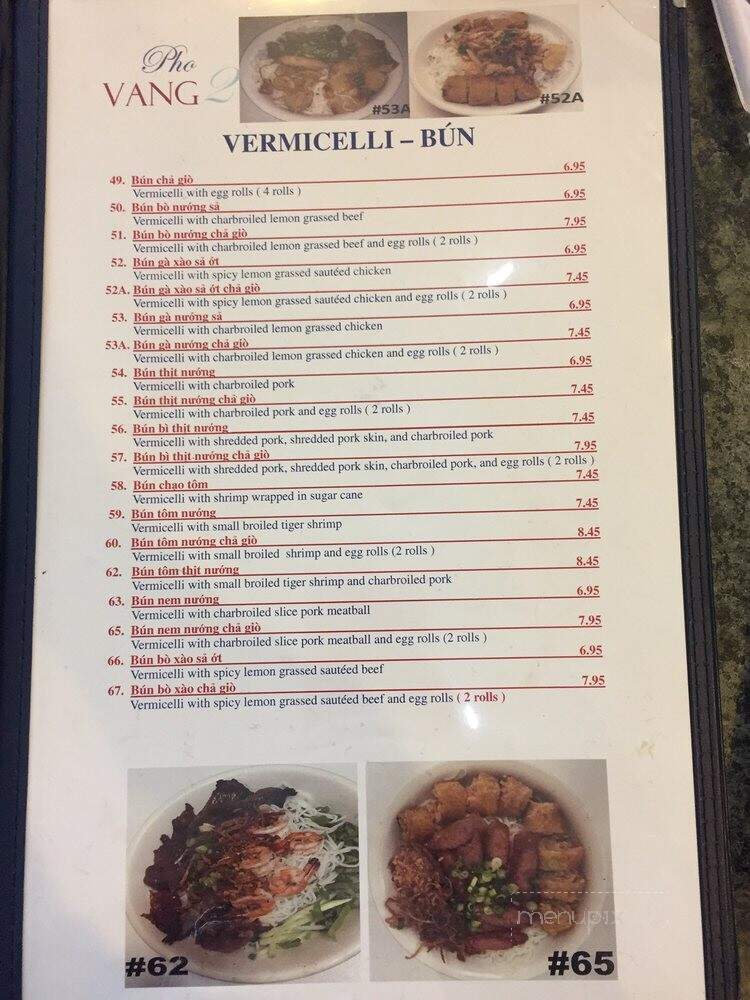 Pho
VANG 2
#53A
#52A
VERMICELLI – BÚN
49. Bún chả giò 6.95
Vermicelli with egg rolls ( 4 rolls )
50. Bún bò nướng sả 6.95
Vermicelli with charbroiled lemon grassed beef
51. Bún bò nướng chả giò 7.95
Vermicelli with charbroiled lemon grassed beef and egg rolls ( 2 rolls )
52. Bún gà xào sả ớt 6.95
Vermicelli with spicy lemon grassed sautéed chicken
52A. Bún gà xào sả ớt chả giò 7.45
Vermicelli with spicy lemon grassed sautéed chicken and egg rolls ( 2 rolls )
53. Bún gà nướng sả 6.95
Vermicelli with charbroiled lemon grassed chicken
53A. Bún gà nướng chả giò 7.45
Vermicelli with charbroiled lemon grassed chicken and egg rolls ( 2 rolls )
54. Bún thịt nướng 6.95
Vermicelli with charbroiled pork
55. Bún thịt nướng chả giò 7.45
Vermicelli with charbroiled pork and egg rolls ( 2 rolls )
56. Bún bì thịt nướng 7.45
Vermicelli with shredded pork, shredded pork skin, and charbroiled pork
57. Bún bì thịt nướng chả giò 7.95
Vermicelli with shredded pork, shredded pork skin, charbroiled pork, and egg rolls ( 2 rolls )
58. Bún chạo tôm 7.45
Vermicelli with shrimp wrapped in sugar cane
59. Bún tôm nướng 7.45
Vermicelli with small broiled tiger shrimp
60. Bún tôm nướng chả giò 8.45
Vermicelli with small broiled shrimp and egg rolls (2 rolls )
62. Bún tôm thịt nướng 8.45
Vermicelli with small broiled tiger shrimp and charbroiled pork
63. Bún nem nướng 6.95
Vermicelli with charbroiled slice pork meatball
65. Bún nem nướng chả giò 7.95
Vermicelli with charbroiled slice pork meatball and egg rolls (2 rolls )
66. Bún bò xào sả ớt 6.95
Vermicelli with spicy lemon grassed sautéed beef
67. Bún bò xào chả giò 7.95
Vermicelli with spicy lemon grassed sautéed beef and egg rolls ( 2 rolls )
menupix
#62
#65